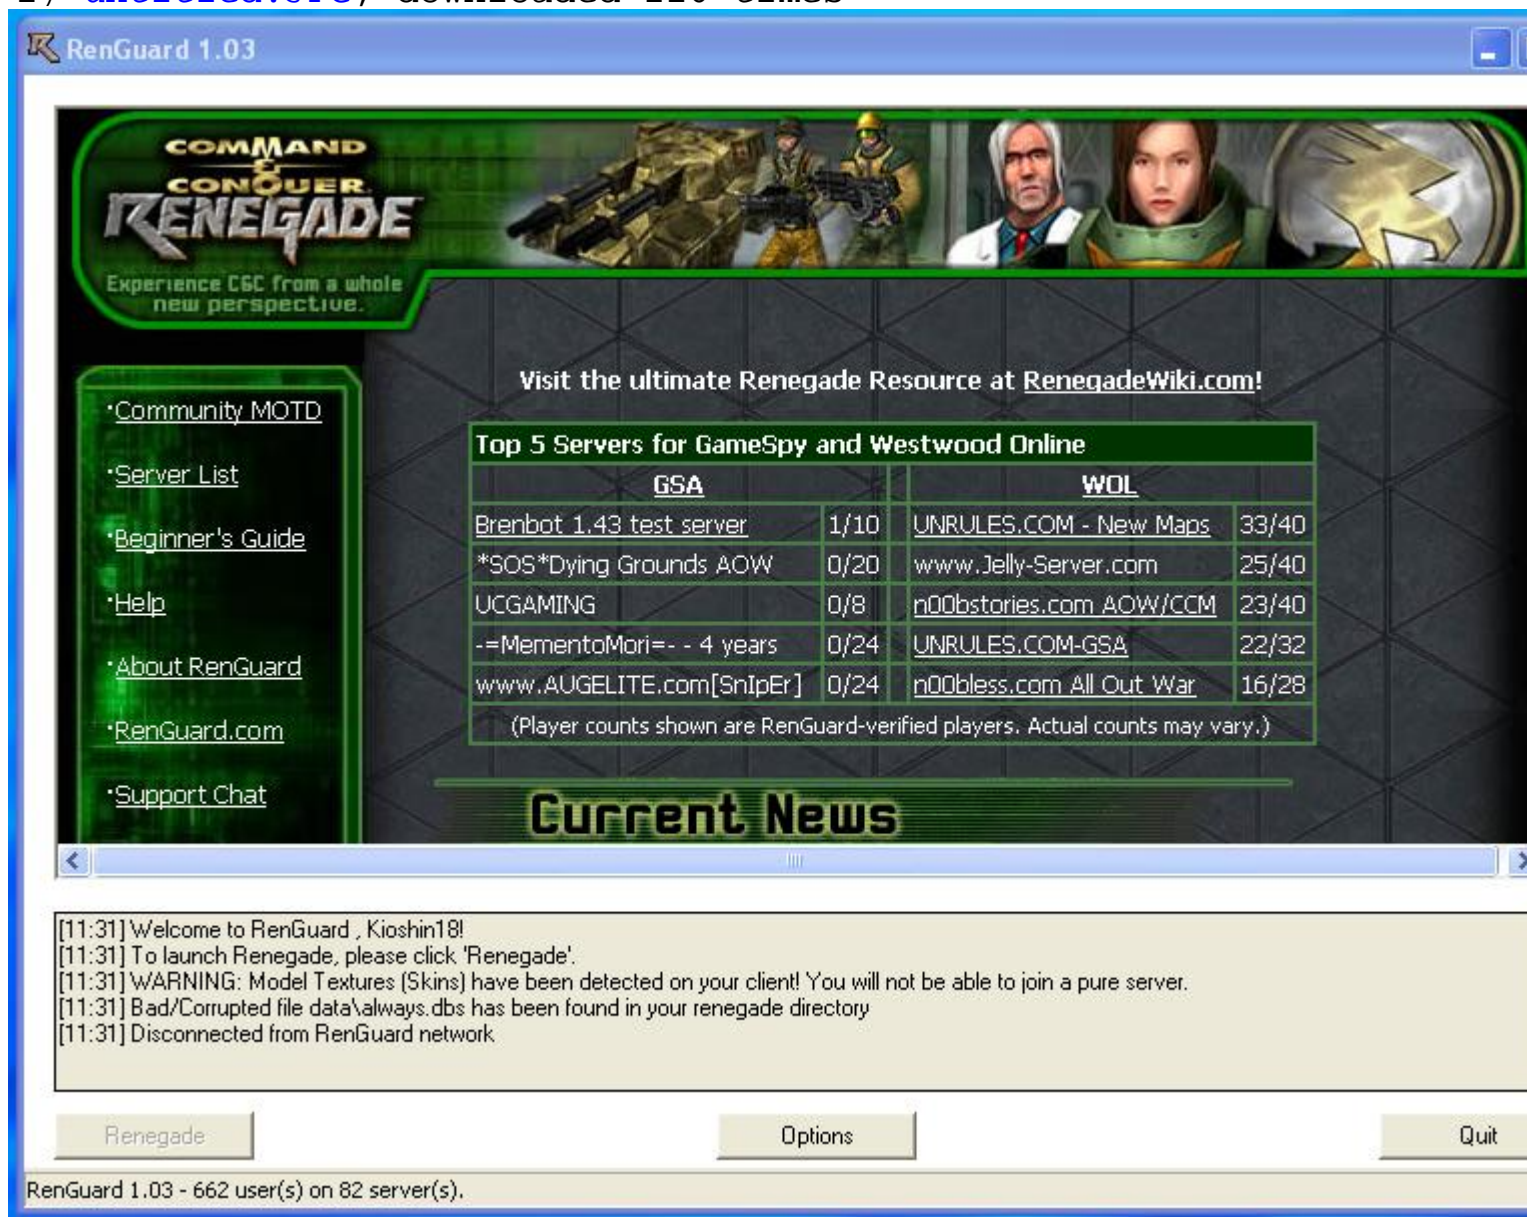 RenGuard 1.03
COMMAND
&
CONQUER
RENEGADE
Experience C&C from a whole
new perspective.
·Community MOTD
·Server List
·Beginner's Guide
·Help
·About RenGuard
·RenGuard.com
·Support Chat
Visit the ultimate Renegade Resource at RenegadeWiki.com!
Top 5 Servers for GameSpy and Westwood Online
GSA WOL
Brenbot 1.43 test server 1/10 UNRULES.COM - New Maps 33/40
*SOS*Dying Grounds AOW 0/20 www.Jelly-Server.com 25/40
UCGAMING 0/8 n00bstories.com AOW/CCM 23/40
-=MementoMori=- - 4 years 0/24 UNRULES.COM-GSA 22/32
www.AUGELITE.com[SnIpEr] 0/24 n00bless.com All Out War 16/28
(Player counts shown are RenGuard-verified players. Actual counts may vary.)
Current News
[11:31] Welcome to RenGuard , Kioshin18!
[11:31] To launch Renegade, please click 'Renegade'.
[11:31] WARNING: Model Textures (Skins) have been detected on your client! You will not be able to join a pure server.
[11:31] Bad/Corrupted file data\always.dbs has been found in your renegade directory
[11:31] Disconnected from RenGuard network
Renegade Options Quit
RenGuard 1.03 - 662 user(s) on 82 server(s).